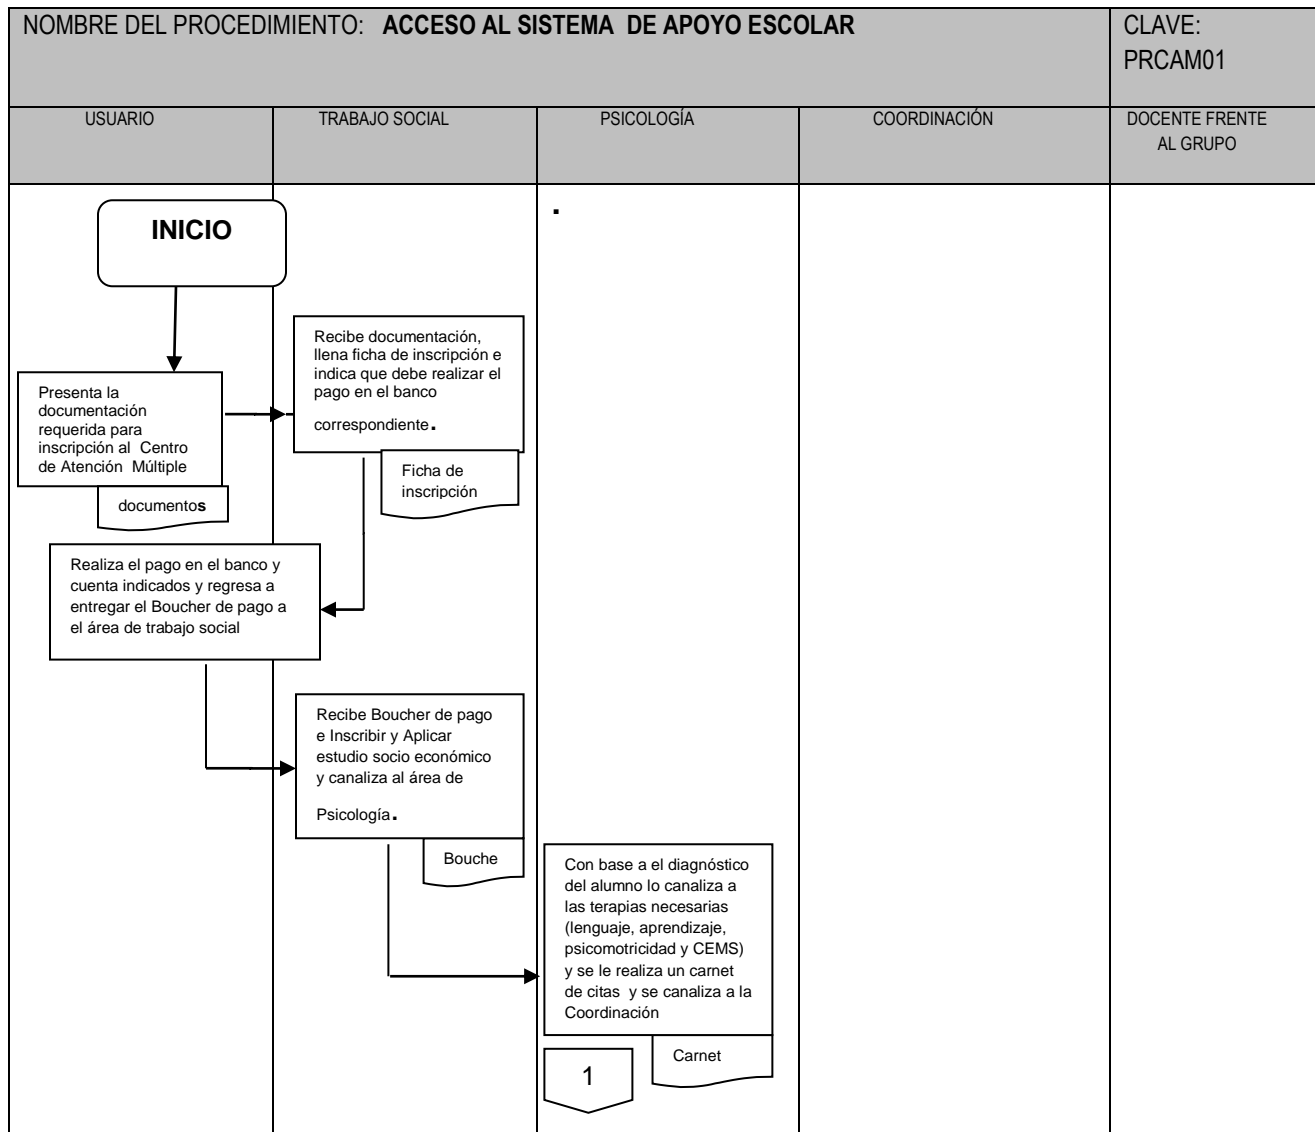 NOMBRE DEL PROCEDIMIENTO: ACCESO AL SISTEMA DE APOYO ESCOLAR
CLAVE:
PRCAM01
USUARIO
TRABAJO SOCIAL
PSICOLOGÍA
COORDINACIÓN
DOCENTE FRENTE
AL GRUPO
.
INICIO
Presenta la
documentación
requerida para
inscripción al Centro
de Atención Múltiple
documentos
Recibe documentación,
llena ficha de inscripción e
indica que debe realizar el
pago en el banco
correspondiente.
Ficha de
inscripción
Realiza el pago en el banco y
cuenta indicados y regresa a
entregar el Boucher de pago a
el área de trabajo social
Recibe Boucher de pago
e Inscribir y Aplicar
estudio socio económico
y canaliza al área de
Psicología.
Bouche
Con base a el diagnóstico
del alumno lo canaliza a
las terapias necesarias
(lenguaje, aprendizaje,
psicomotricidad y CEMS)
y se le realiza un carnet
de citas y se canaliza a la
Coordinación
Carnet
1